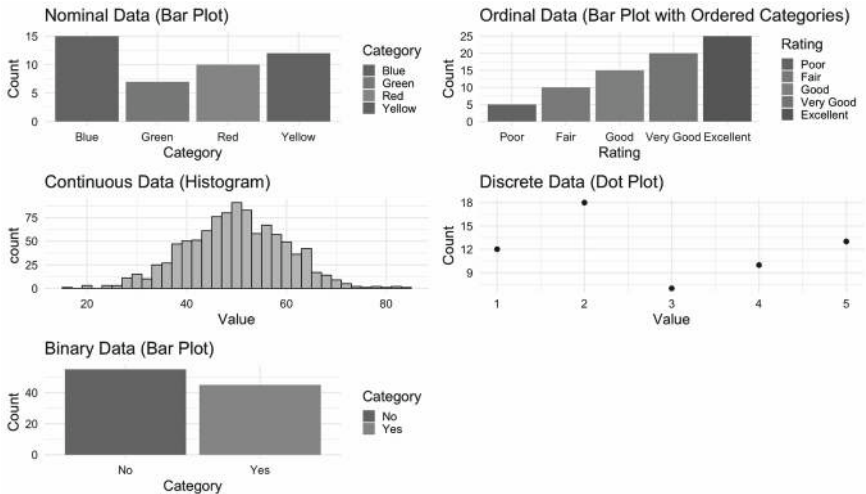 Nominal Data (Bar Plot)
Count
15
10
5
0
Blue Green Red Yellow
Category
Category
Blue
Green
Red
Yellow
Ordinal Data (Bar Plot with Ordered Categories)
Count
25
20
15
10
5
0
Poor Fair Good Very Good Excellent
Rating
Rating
Poor
Fair
Good
Very Good
Excellent
Continuous Data (Histogram)
count
75
50
25
0
20 40 60 80
Value
Discrete Data (Dot Plot)
Count
18
15
12
9
1 2 3 4 5
Value
Binary Data (Bar Plot)
Count
40
20
0
No Yes
Category
Category
No
Yes